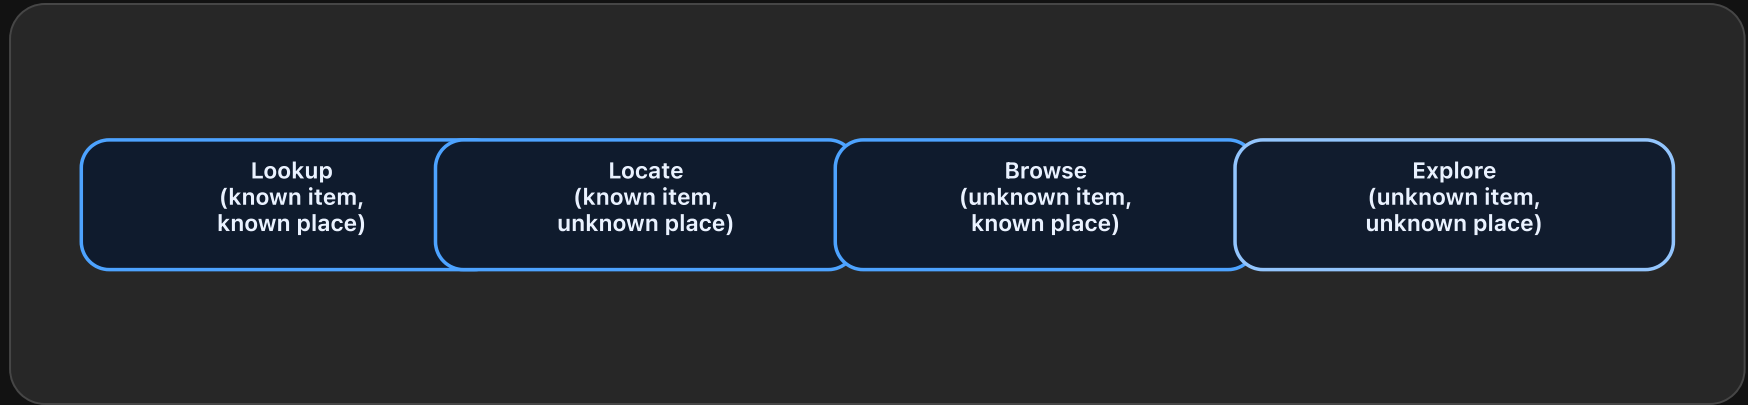 Lookup
(known item,
known place)
Locate
(known item,
unknown place)
Browse
(unknown item,
known place)
Explore
(unknown item,
unknown place)